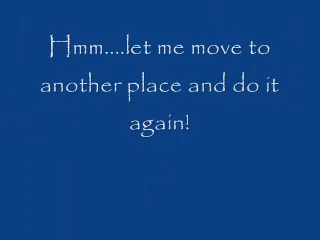 Hmm....let me move to
another place and do it
again!